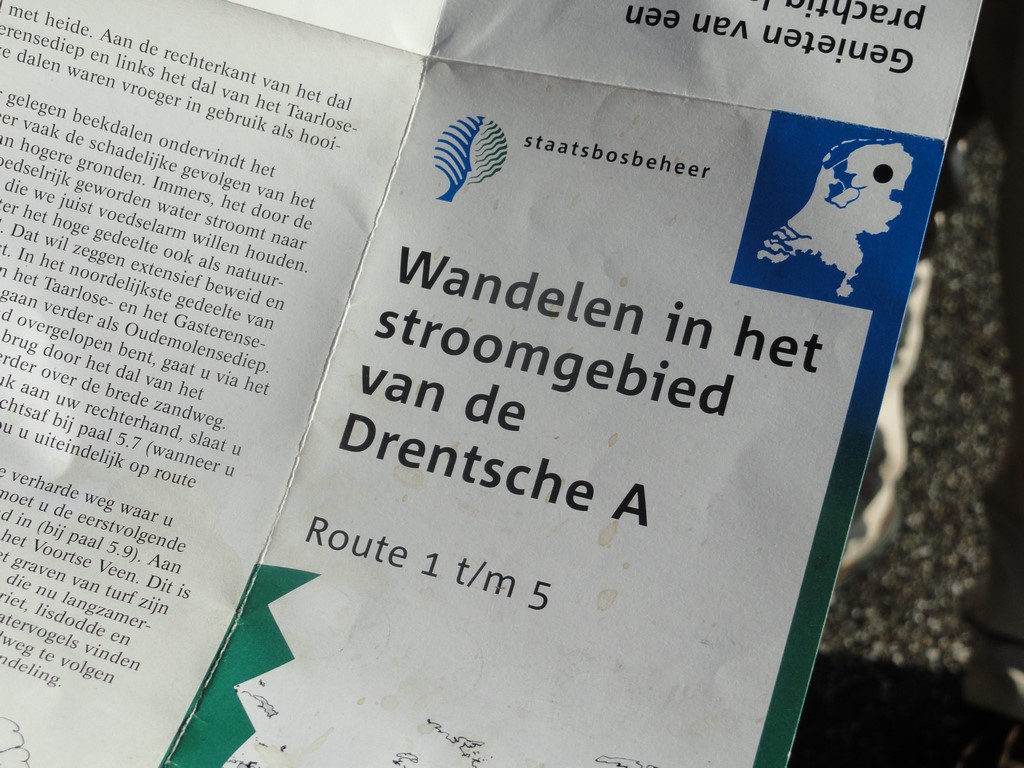 met heide. Aan de rechterkant van het dal
erensediep en links het dal van het Taarlose-
e dalen waren vroeger in gebruik als hooi-
gelegen beekdalen ondervindt het
eer vaak de schadelijke gevolgen van het
an hogere gronden. Immers, het door de
oedselrijk geworden water stroomt naar
die we juist voedselarm willen houden.
ter het hoge gedeelte ook als natuur-
. Dat wil zeggen extensief beweid en
t. In het noordelijkste gedeelte van
n het Taarlose- en het Gasterense-
gaan verder als Oudemolensediep.
d overgelopen bent, gaat u via het
brug door het dal van het
erder over de brede zandweg.
uk aan uw rechterhand, slaat u
chtsaf bij paal 5.7 (wanneer u
ou u uiteindelijk op route
e verharde weg waar u
moet u de eerstvolgende
d in (bij paal 5.9). Aan
het Voortse Veen. Dit is
et graven van turf zijn
die nu langzamer-
riet, lisdodde en
atervogels vinden
lweg te volgen
ndeling.
Genieten van een
prachtig
staatsbosbeheer
Wandelen in het
stroomgebied
van de
Drentsche A
Route 1 t/m 5